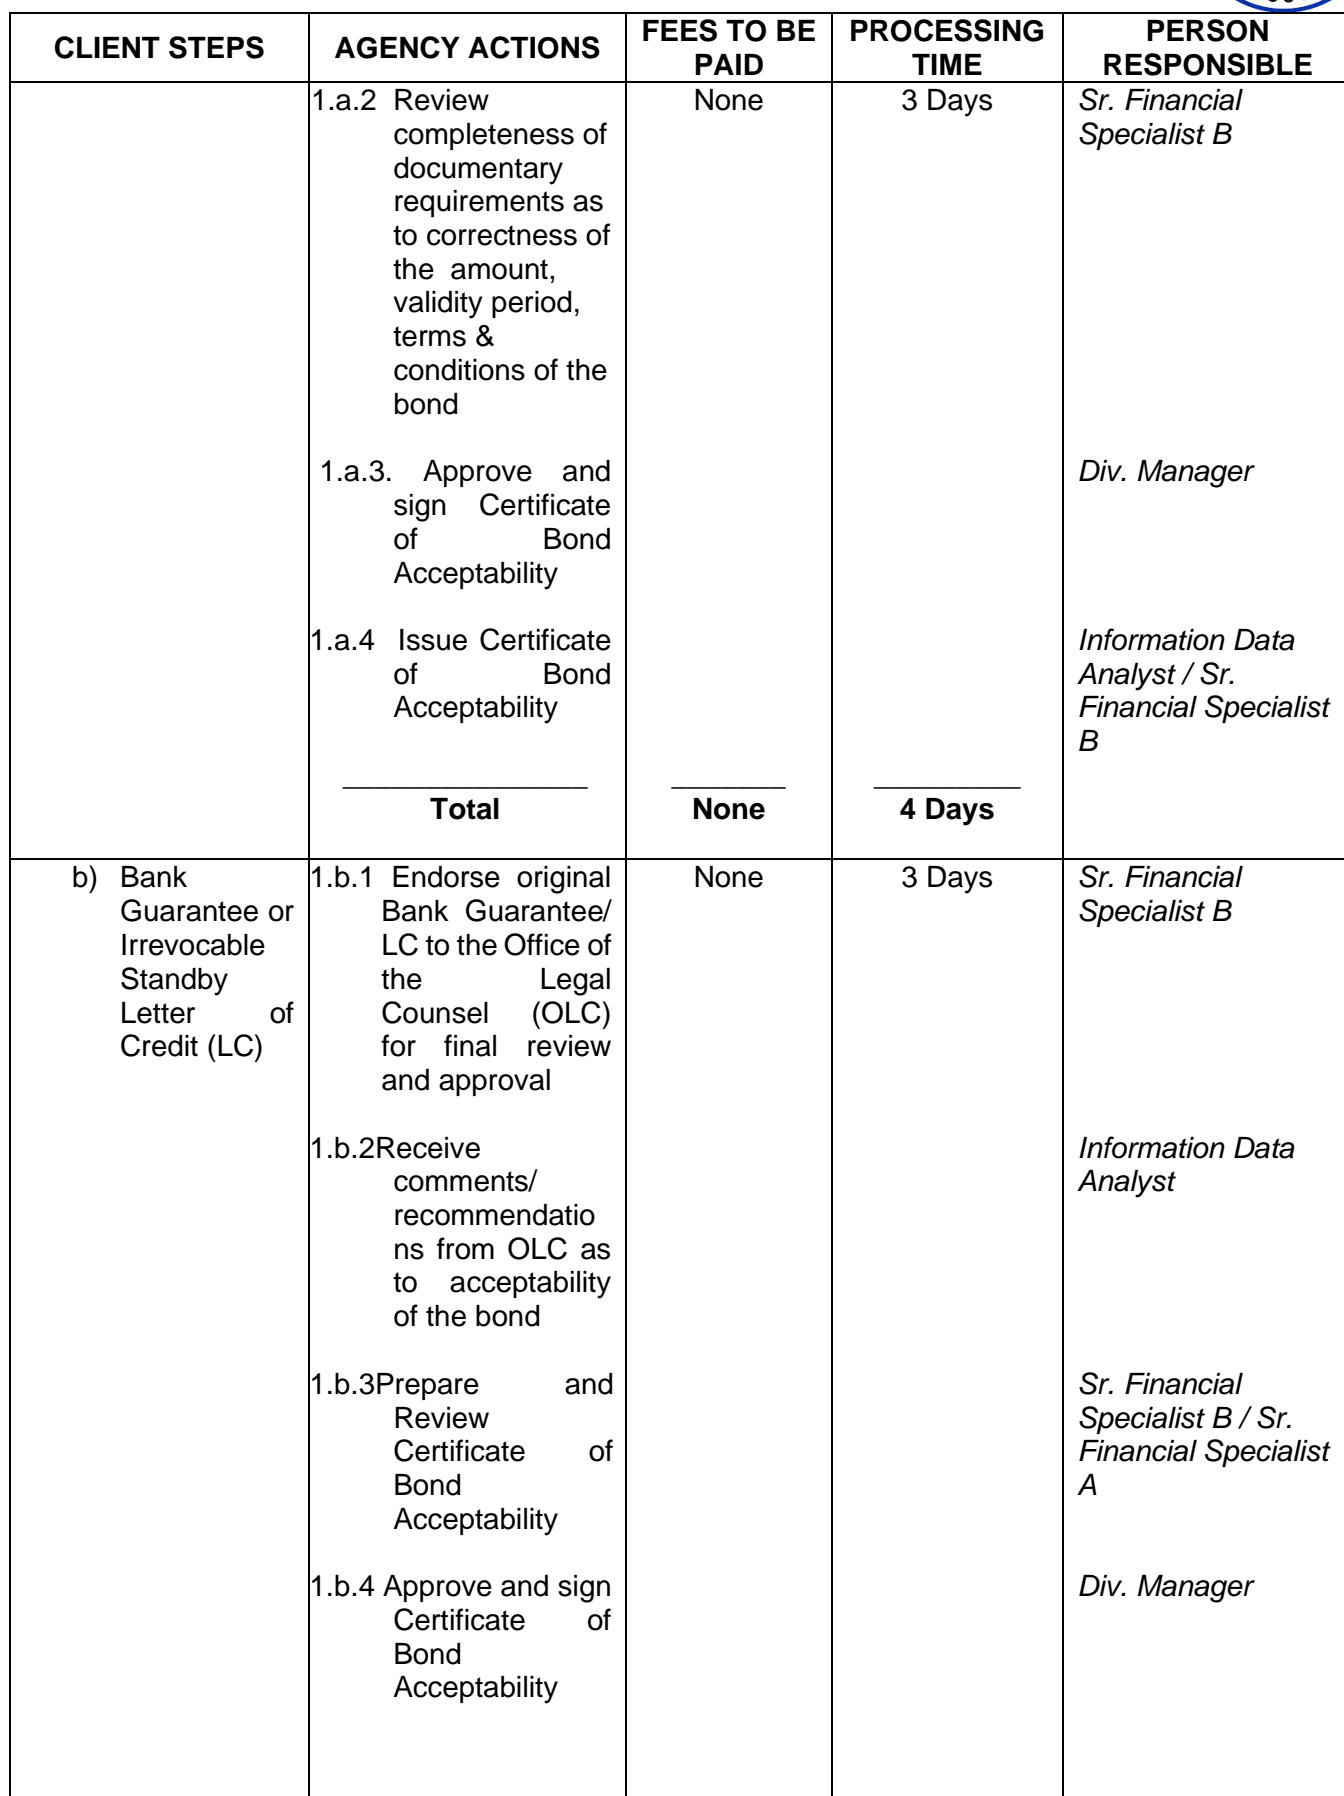 CLIENT STEPS
AGENCY ACTIONS
FEES TO BE
PAID
PROCESSING
TIME
PERSON
RESPONSIBLE
1.a.2 Review
completeness of
documentary
requirements as
to correctness of
the amount,
validity period,
terms &
conditions of the
bond
None
3 Days
Sr. Financial
Specialist B
1.a.3. Approve and
sign Certificate
of Bond
Acceptability
Div. Manager
1.a.4 Issue Certificate
of Bond
Acceptability
Information Data
Analyst / Sr.
Financial Specialist
B
Total
None
4 Days
b) Bank
Guarantee or
Irrevocable
Standby
Letter of
Credit (LC)
1.b.1 Endorse original
Bank Guarantee/
LC to the Office of
the Legal
Counsel (OLC)
for final review
and approval
None
3 Days
Sr. Financial
Specialist B
1.b.2Receive
comments/
recommendatio
ns from OLC as
to acceptability
of the bond
Information Data
Analyst
1.b.3Prepare and
Review
Certificate of
Bond
Acceptability
Sr. Financial
Specialist B / Sr.
Financial Specialist
A
1.b.4 Approve and sign
Certificate of
Bond
Acceptability
Div. Manager